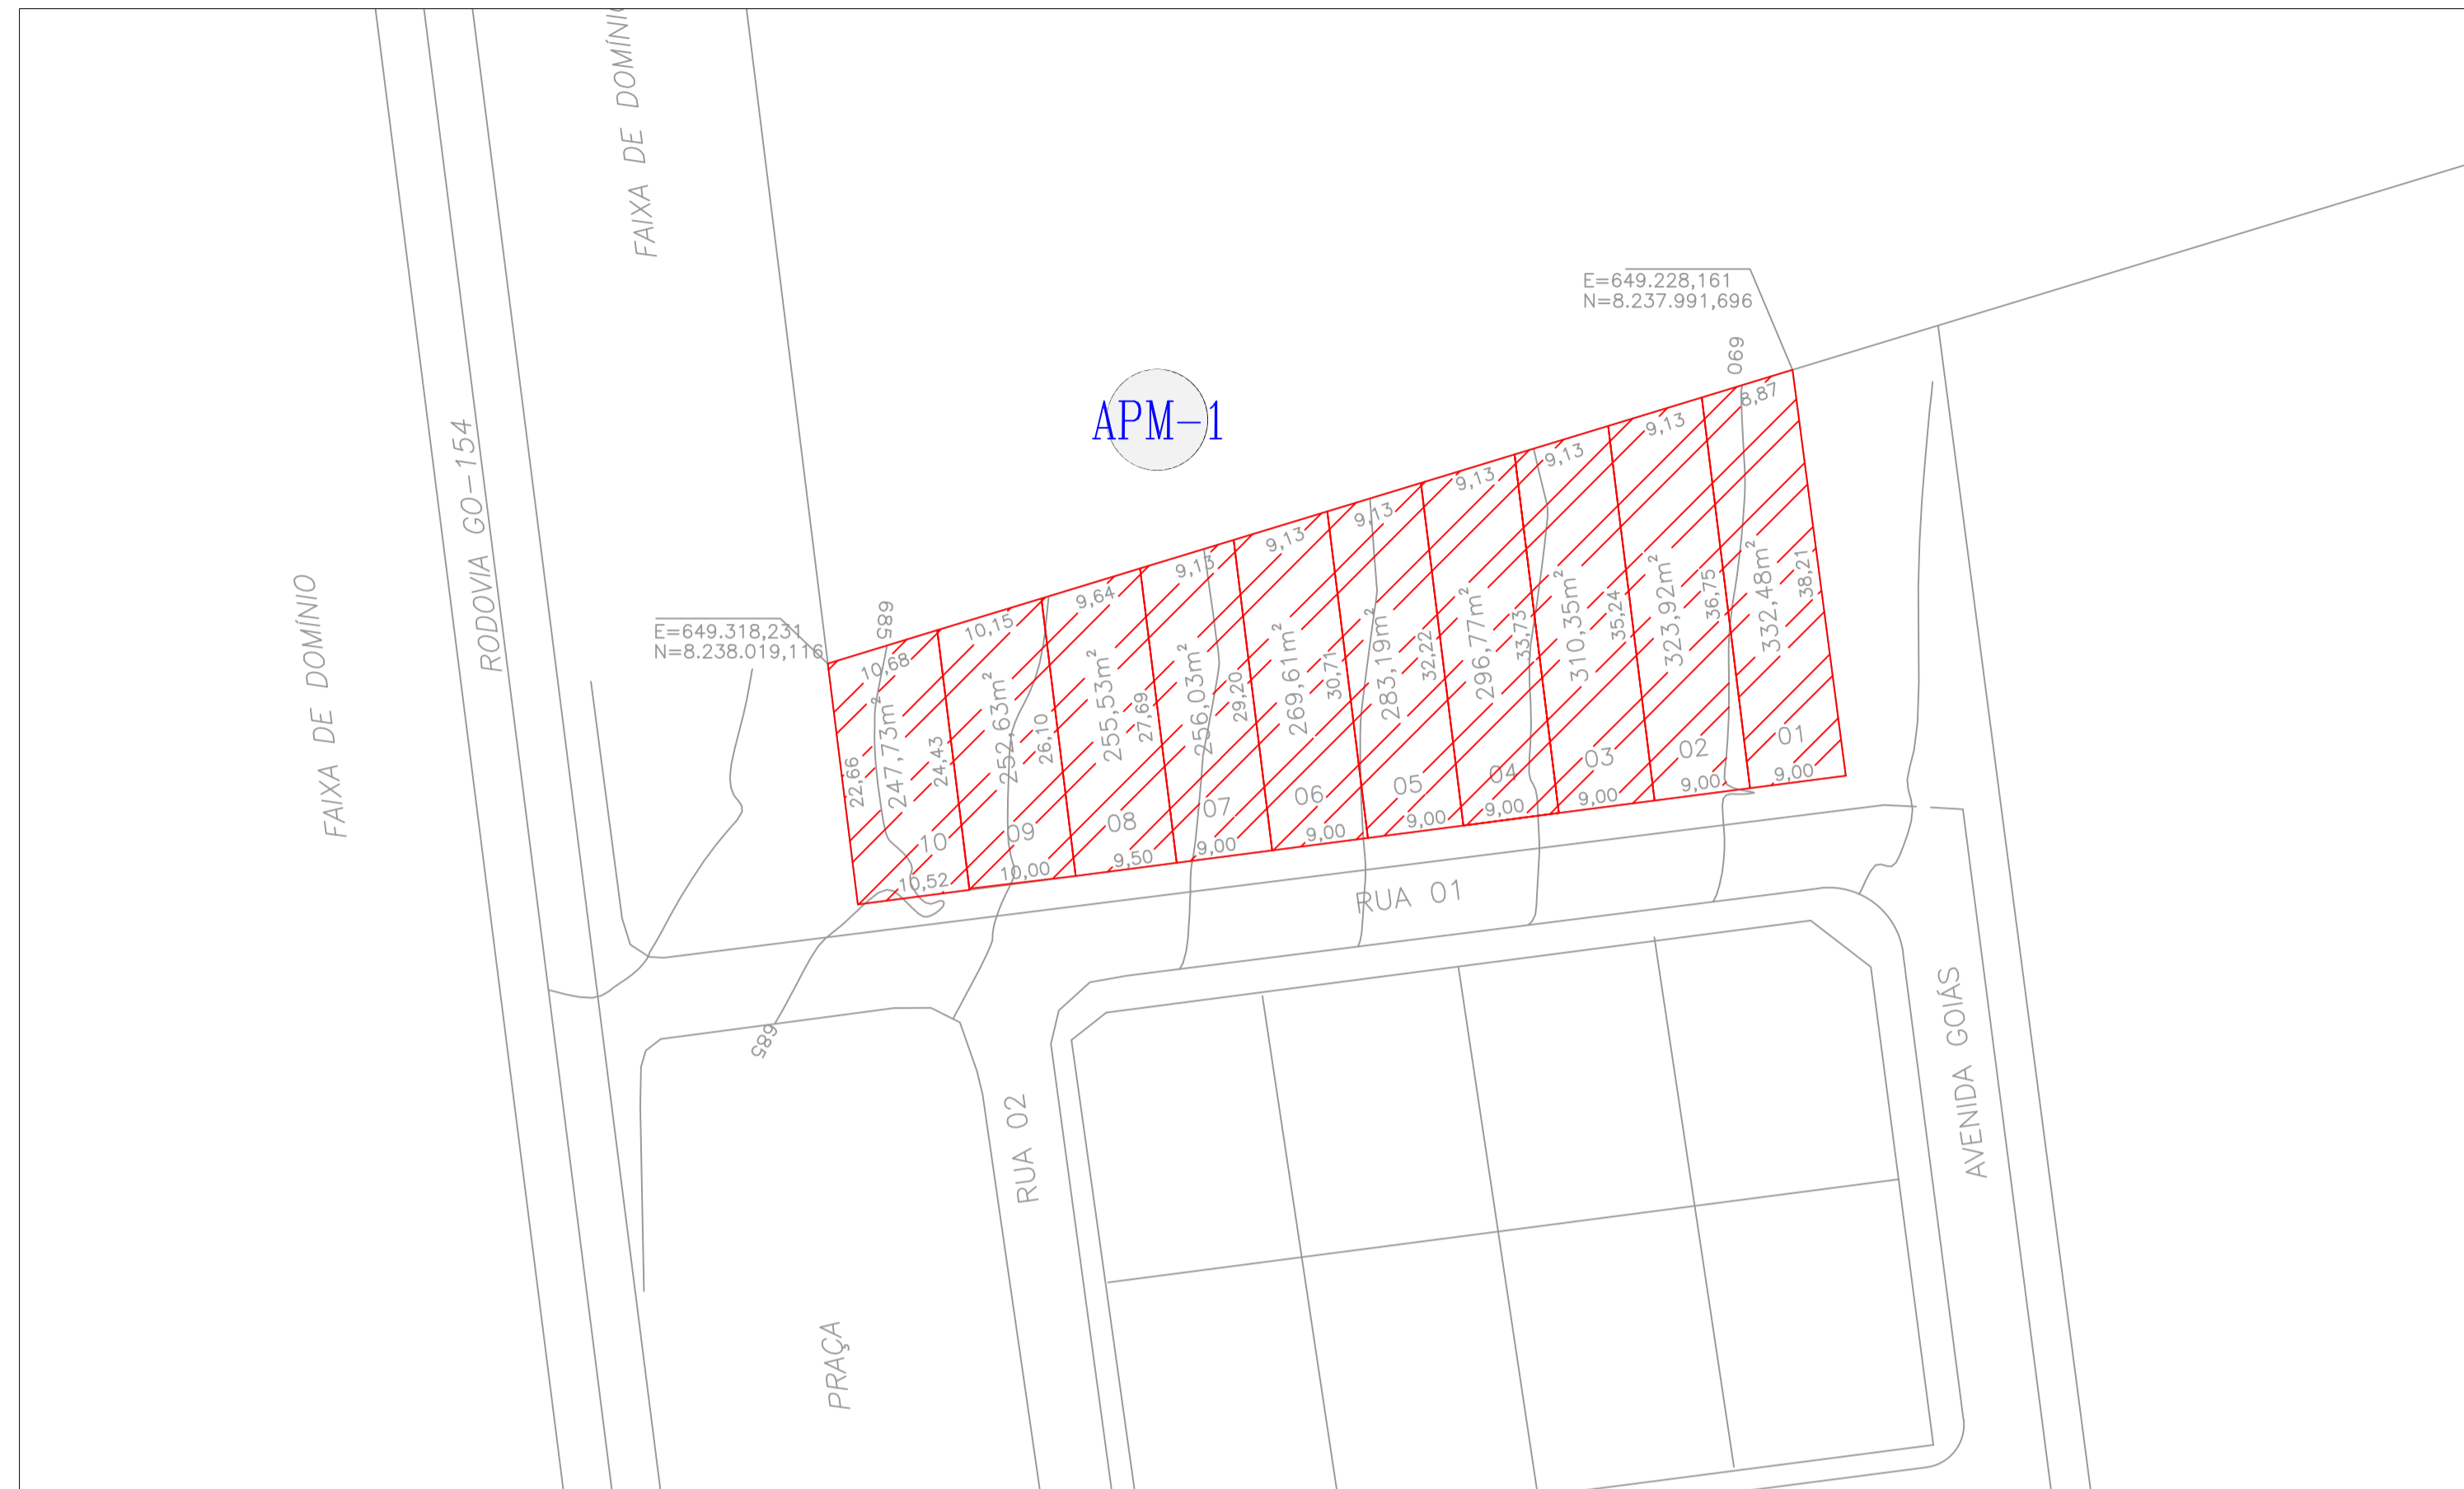 FAIXA DE DOMÍNIO
FAIXA DE DOMÍNIO
RODOVIA GO-154
E=649.228,161
N=8.237.991,696
690
APM-1
E=649.318,231
N=8.238.019,116
685
10,68
10,15
9,64
9,13
9,13
9,13
9,13
9,13
9,13
8,87
22,66
247,73m²
24,43
252,63m²
26,10
255,53m²
27,69
256,03m²
29,20
269,61m²
30,71
283,19m²
32,22
296,77m²
33,73
310,35m²
35,24
323,92m²
36,75
332,48m²
38,21
10
09
08
07
06
05
04
03
02
01
10,52
10,00
9,50
9,00
9,00
9,00
9,00
9,00
9,00
9,00
RUA 01
685
RUA 02
AVENIDA GOIÁS
PRAÇA